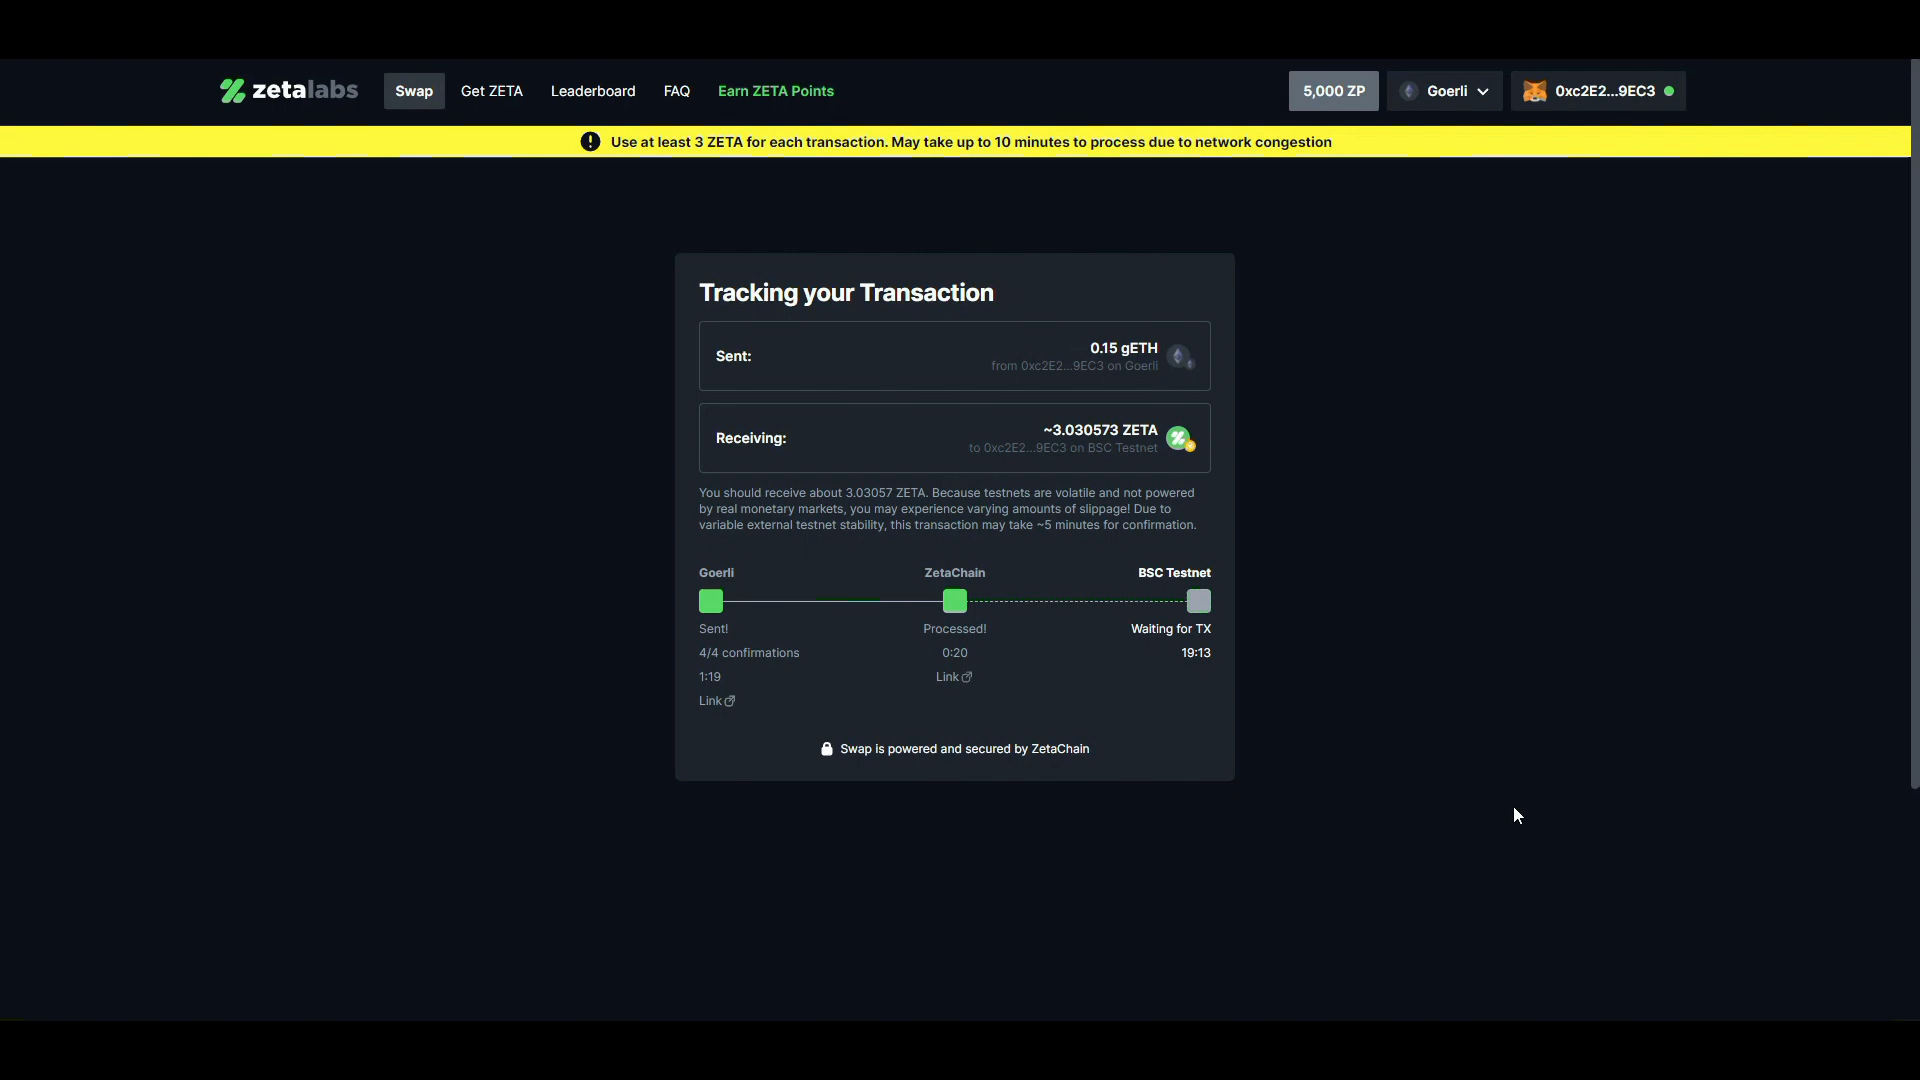 zetalabs Swap Get ZETA Leaderboard FAQ Earn ZETA Points 5,000 ZP Goerli 0xc2E2...9EC3
Use at least 3 ZETA for each transaction. May take up to 10 minutes to process due to network congestion
Tracking your Transaction
Sent:
0.15 gETH
from 0xc2E2...9EC3 on Goerli
Receiving:
~3.030573 ZETA
to 0xc2E2...9EC3 on BSC Testnet
You should receive about 3.03057 ZETA. Because testnets are volatile and not powered
by real monetary markets, you may experience varying amounts of slippage! Due to
variable external testnet stability, this transaction may take ~5 minutes for confirmation.
Goerli ZetaChain BSC Testnet
Sent! Processed! Waiting for TX
4/4 confirmations 0:20 19:13
1:19 Link
Link
Swap is powered and secured by ZetaChain